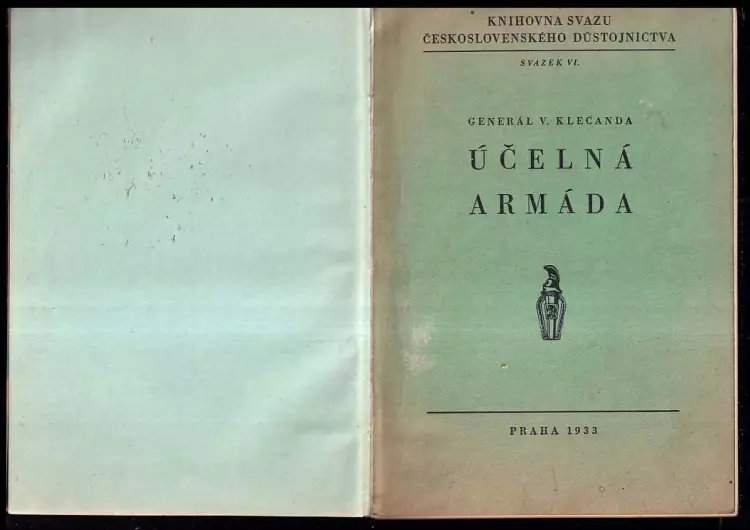 KNIHOVNA SVAZU
ČESKOSLOVENSKÉHO DŮSTOJNICTVA
SVAZEK VI.
GENERÁL V. KLECANDA
ÚČELNÁ
ARMÁDA
PRAHA 1933